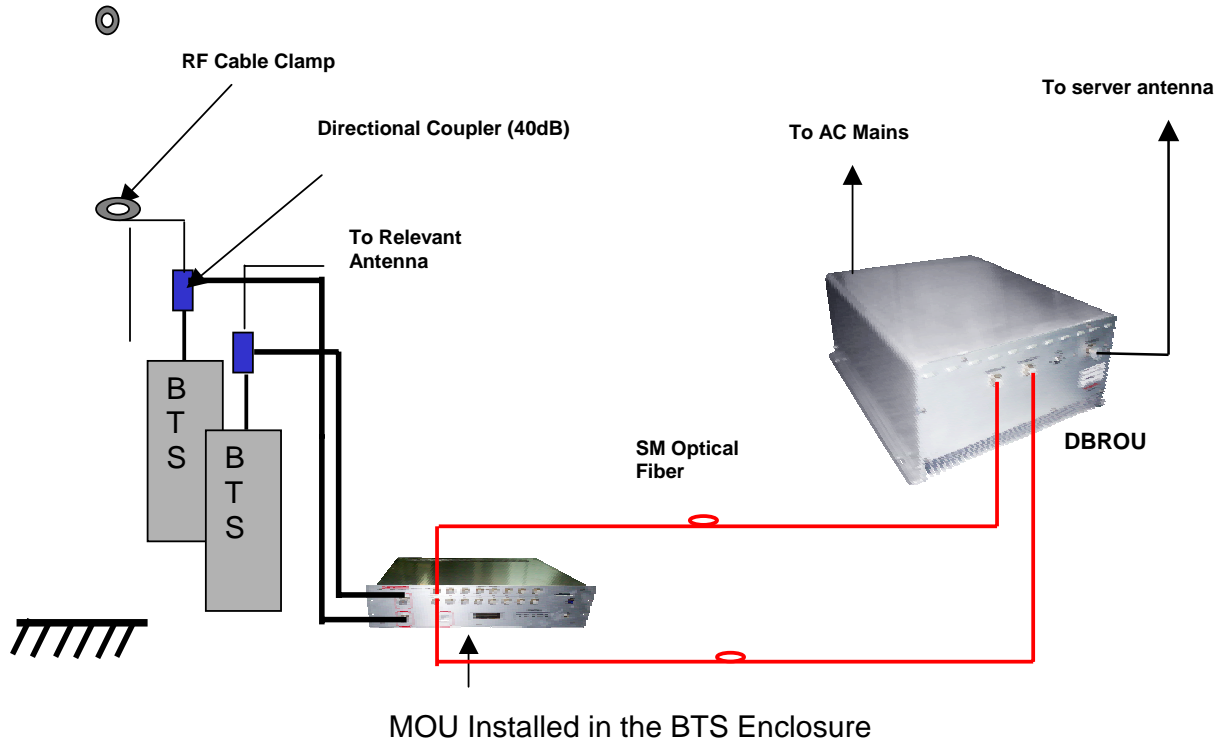 RF Cable Clamp
To server antenna
Directional Coupler (40dB)
To AC Mains
To Relevant
Antenna
B
T
S
B
T
S
SM Optical
Fiber
DBROU
MOU Installed in the BTS Enclosure